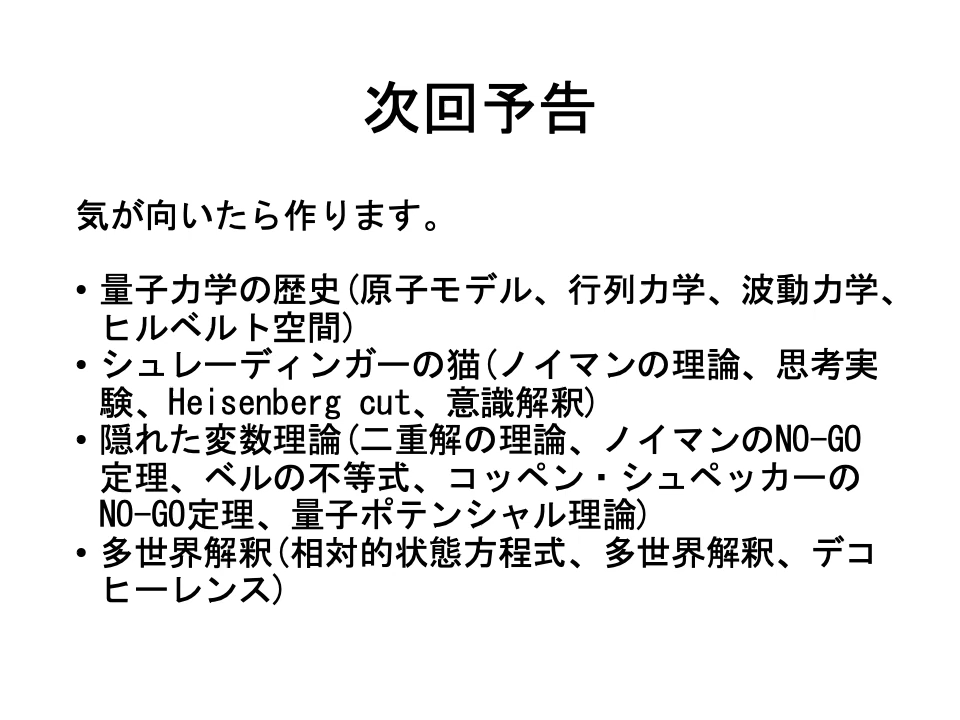 次回予告
気が向いたら作ります。
• 量子力学の歴史(原子モデル、行列力学、波動力学、
ヒルベルト空間)
• シュレーディンガーの猫(ノイマンの理論、思考実
験、Heisenberg cut、意識解釈)
• 隠れた変数理論(二重解の理論、ノイマンのNO-GO
定理、ベルの不等式、コッペン・シュペッカーの
NO-GO定理、量子ポテンシャル理論)
• 多世界解釈(相対的状態方程式、多世界解釈、デコ
ヒーレンス)